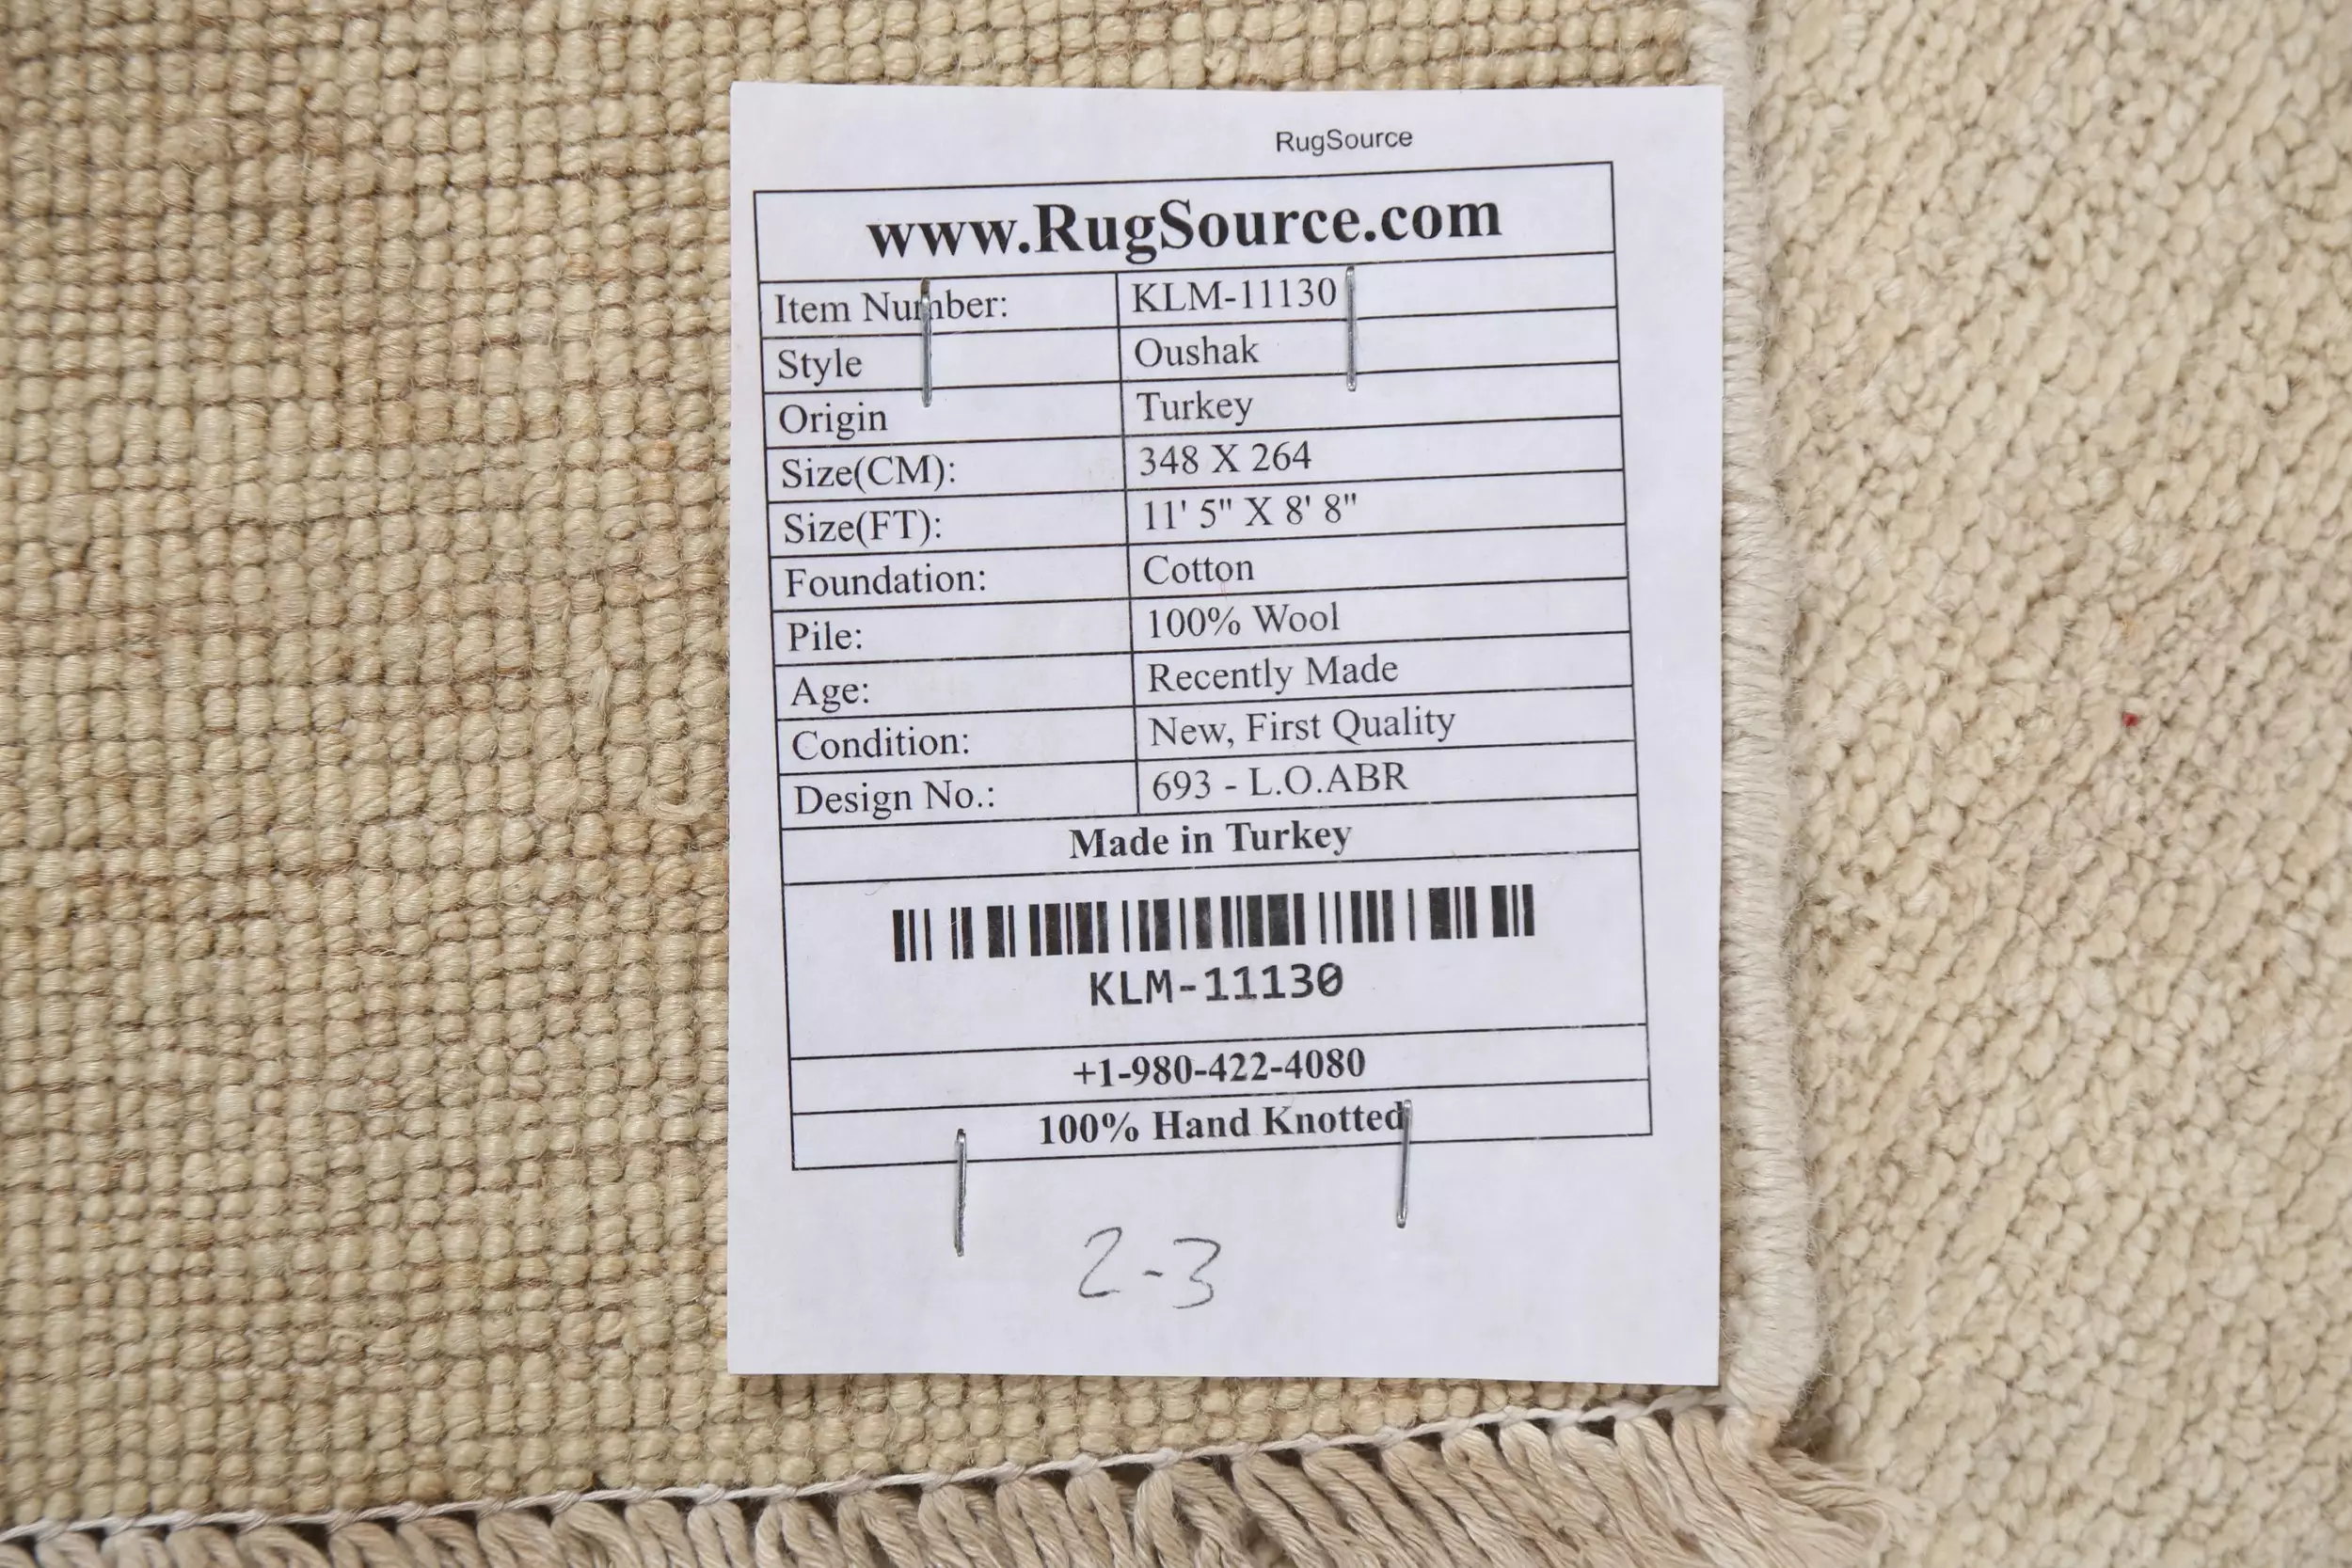 RugSource
www.RugSource.com
Item Number: KLM-11130
Style Oushak
Origin Turkey
Size(CM): 348 X 264
Size(FT): 11' 5" X 8' 8"
Foundation: Cotton
Pile: 100% Wool
Age: Recently Made
Condition: New, First Quality
Design No.: 693 - L.O.ABR
Made in Turkey
KLM-11130
+1-980-422-4080
100% Hand Knotted
2-3